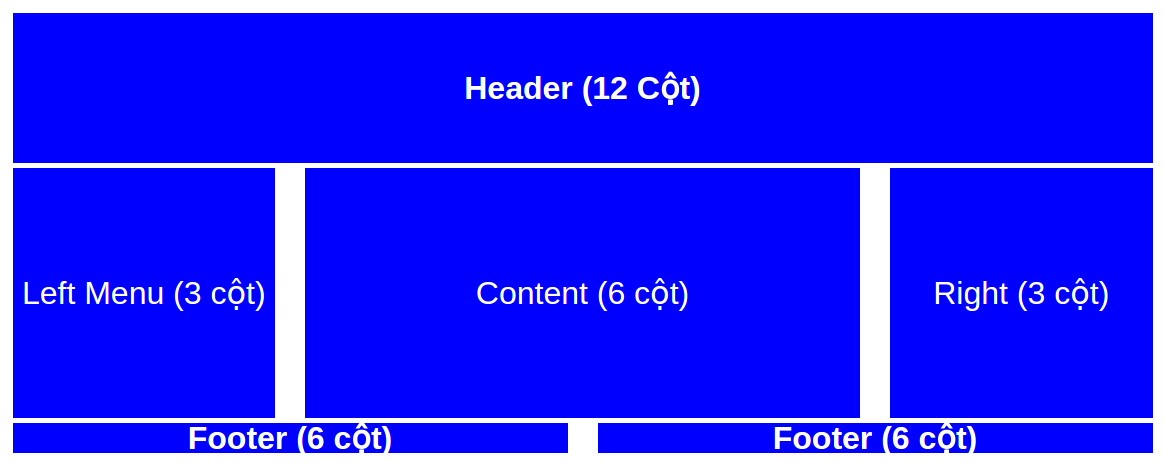 Header (12 Cột)
Left Menu (3 cột)
Content (6 cột)
Right (3 cột)
Footer (6 cột)
Footer (6 cột)